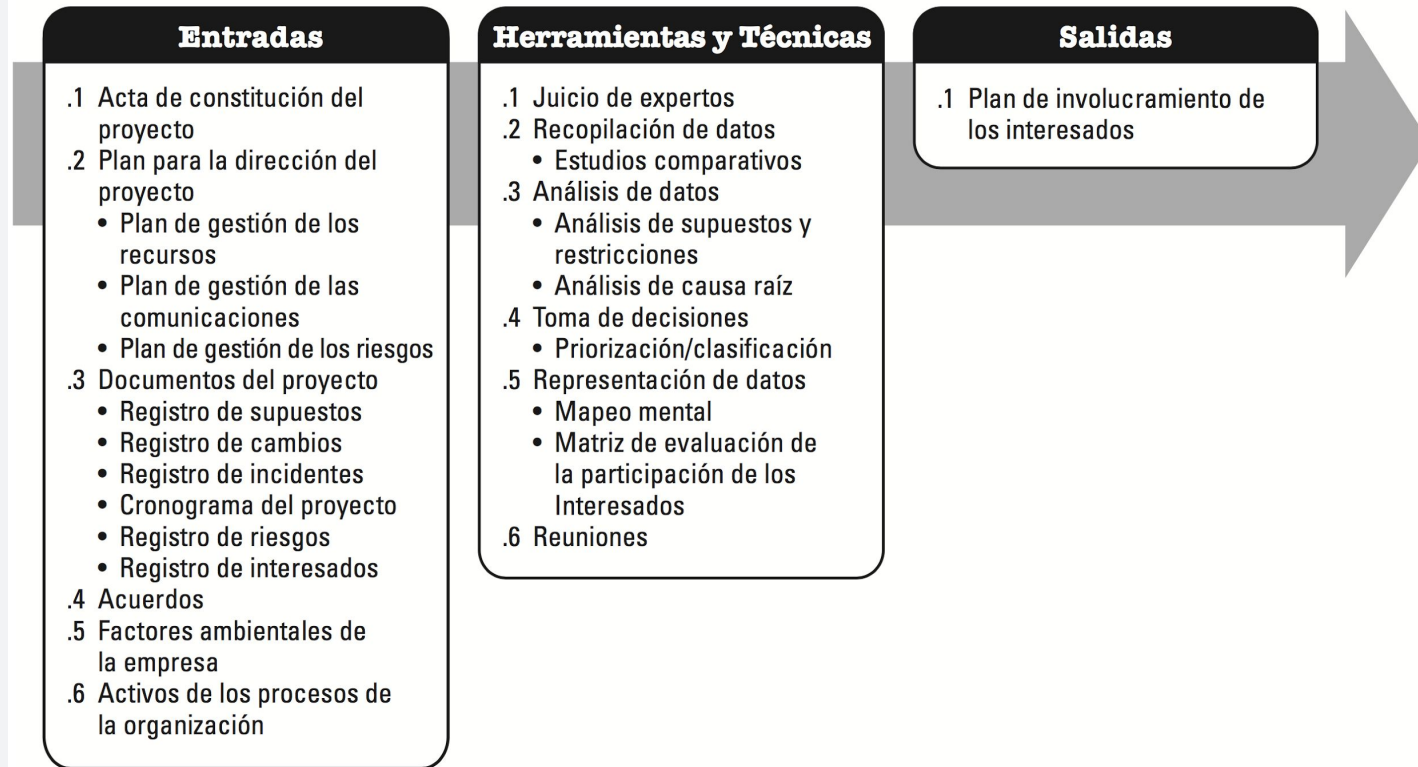 Entradas
.1 Acta de constitución del
proyecto
.2 Plan para la dirección del
proyecto
• Plan de gestión de los
recursos
• Plan de gestión de las
comunicaciones
• Plan de gestión de los riesgos
.3 Documentos del proyecto
• Registro de supuestos
• Registro de cambios
• Registro de incidentes
• Cronograma del proyecto
• Registro de riesgos
• Registro de interesados
.4 Acuerdos
.5 Factores ambientales de
la empresa
.6 Activos de los procesos de
la organización
Herramientas y Técnicas
.1 Juicio de expertos
.2 Recopilación de datos
• Estudios comparativos
.3 Análisis de datos
• Análisis de supuestos y
restricciones
• Análisis de causa raíz
.4 Toma de decisiones
• Priorización/clasificación
.5 Representación de datos
• Mapeo mental
• Matriz de evaluación de
la participación de los
Interesados
.6 Reuniones
Salidas
.1 Plan de involucramiento de
los interesados